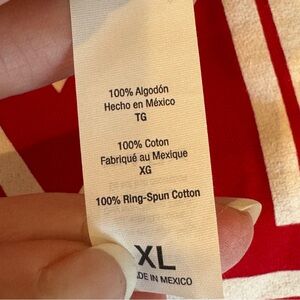 100% Algodón
Hecho en México
TG
100% Coton
Fabriqué au Mexique
XG
100% Ring-Spun Cotton
XL
ADE IN MEXICO